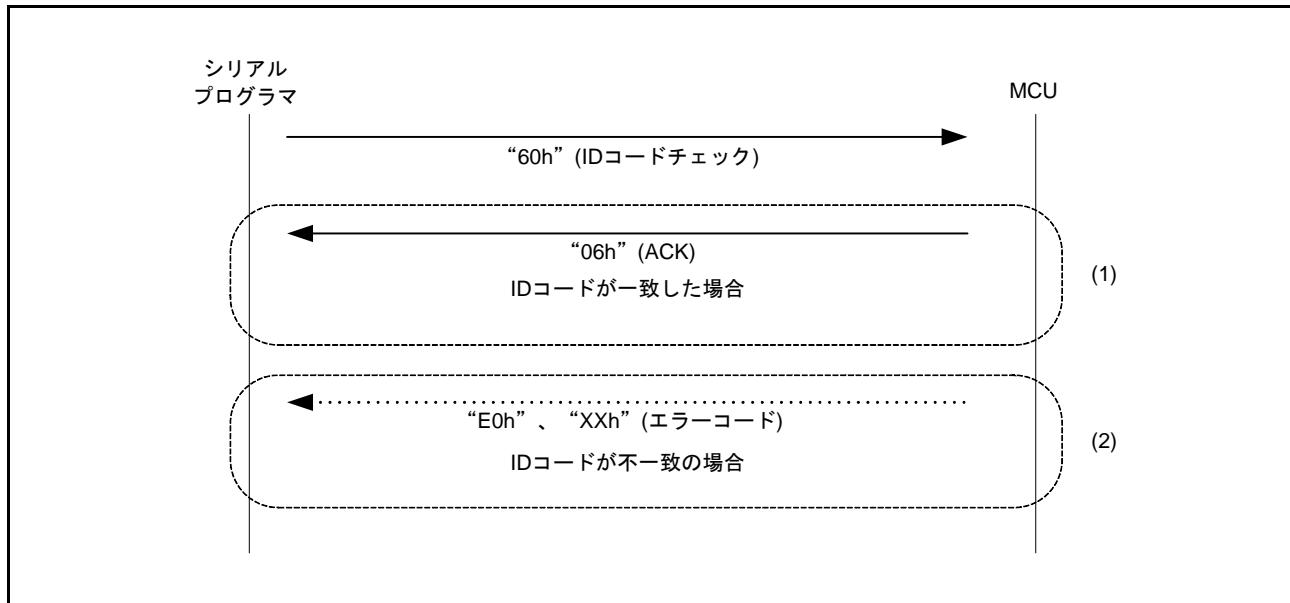 シリアル
プログラマ
MCU
“60h” (IDコードチェック)
“06h” (ACK)
IDコードが一致した場合
(1)
“E0h” 、 “XXh” (エラーコード)
IDコードが不一致の場合
(2)